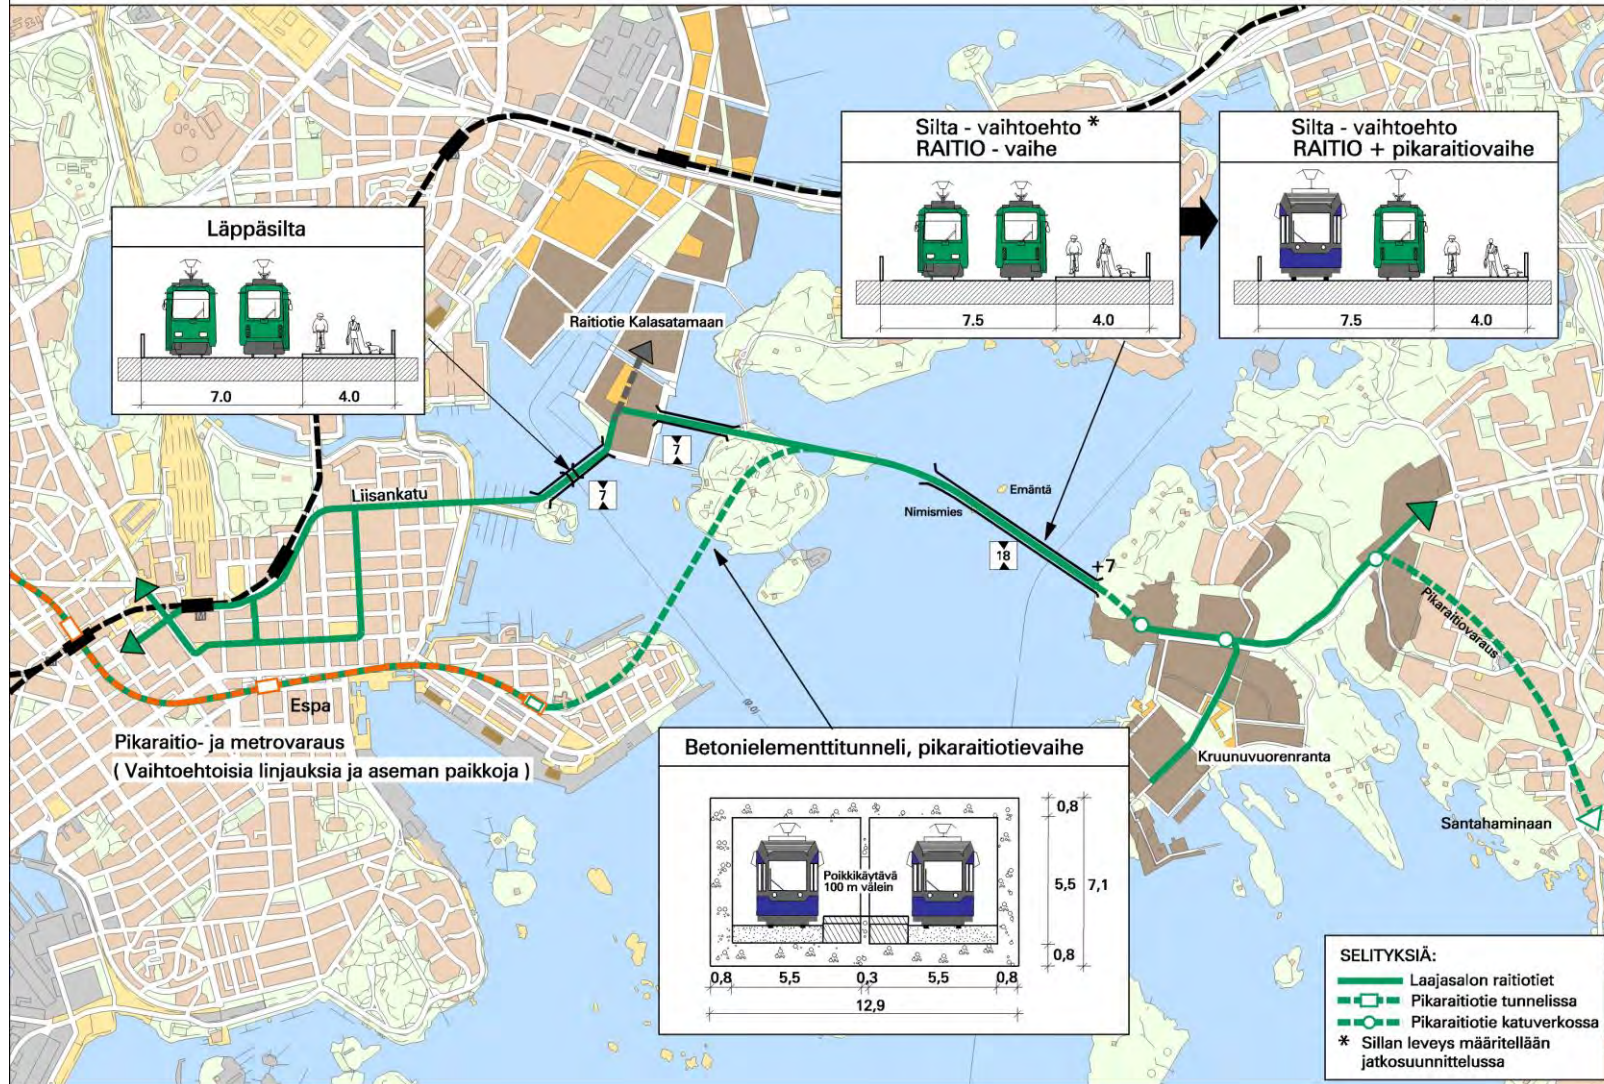 Silta - vaihtoehto *
RAITIO - vaihe
7.5
4.0
Silta - vaihtoehto
RAITIO + pikaraitiovaihe
7.5
4.0
Läppäsilta
7.0
4.0
Raitiotie Kalasatamaan
7
7
Liisankatu
Emäntä
Nimismies
18
+7
Pikaraitiovaraus
M
Espa
Pikaraitio- ja metrovaraus
( Vaihtoehtoisia linjauksia ja aseman paikkoja )
Kruunuvuorenranta
Santahaminaan
Betonielementtitunneli, pikaraitiotievaihe
Poikkikäytävä
100 m välein
0,8
5,5
7,1
0,8
0,8
5,5
0,3
5,5
0,8
12,9
SELITYKSIÄ:
Laajasalon raitiotiet
Pikaraitiotie tunnelissa
Pikaraitiotie katuverkossa
* Sillan leveys määritellään
jatkosuunnittelussa